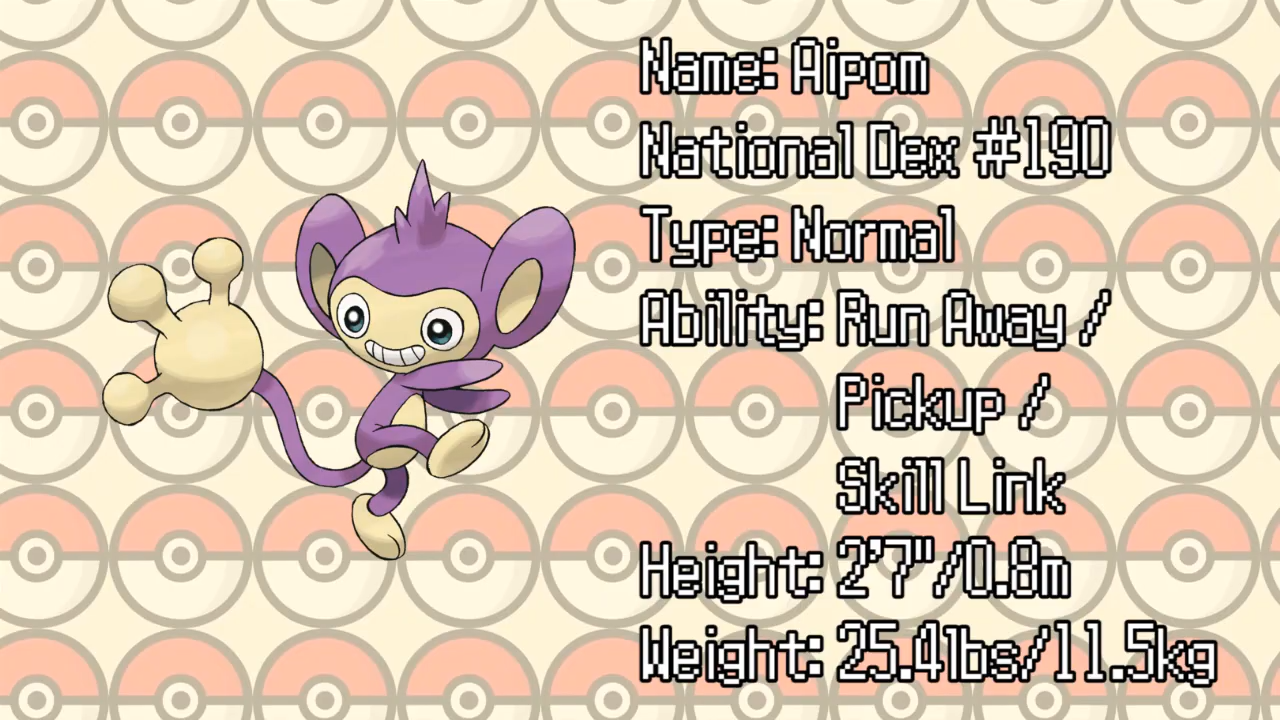 Name: Aipom
National Dex #190
Type: Normal
Ability: Run Away /
Pickup /
Skill Link
Height: 2'7"/0.8m
Weight: 25.4lbs/11.5kg